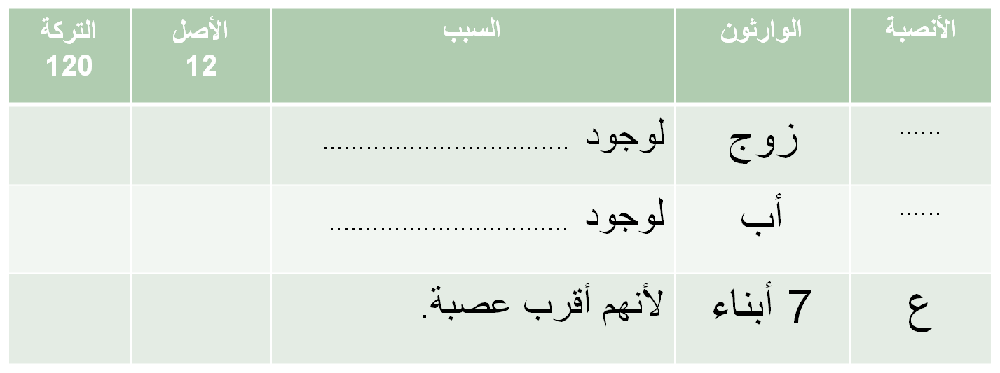 الأنصبة
الوارثون
السبب
الأصل
12
التركة
120
......
زوج
لوجود ..................................
......
أب
لوجود .................................
ع
7 أبناء
لأنهم أقرب عصبة.